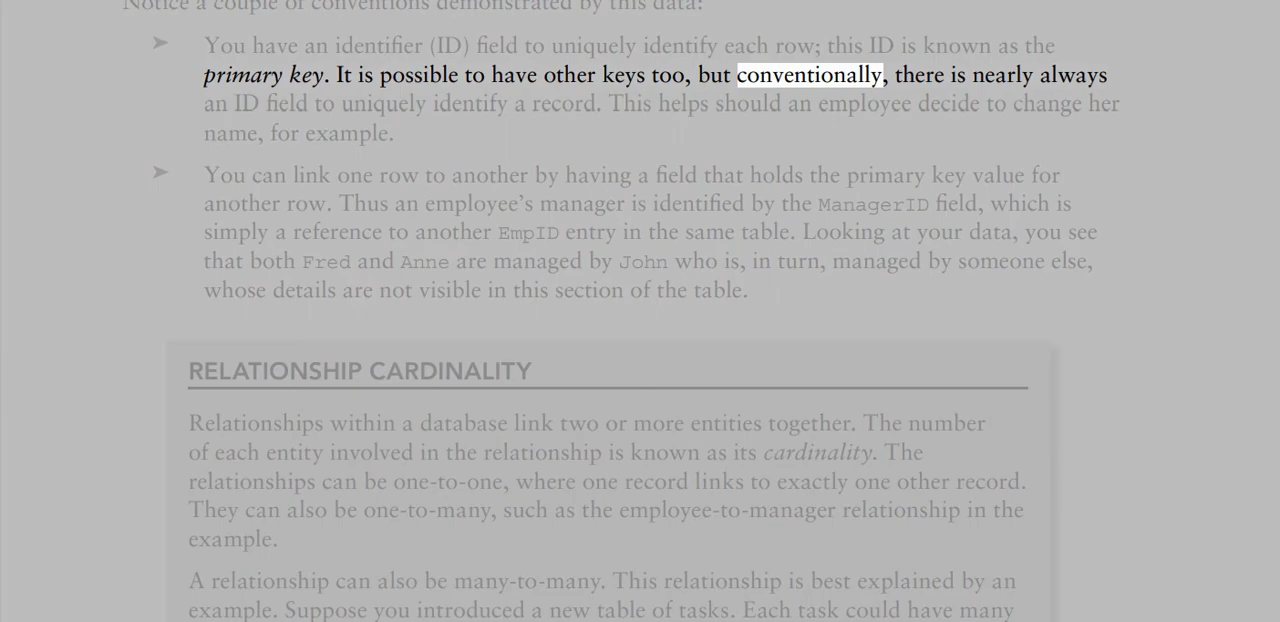 Notice a couple of conventions demonstrated by this data:
➤ You have an identifier (ID) field to uniquely identify each row; this ID is known as the
primary key. It is possible to have other keys too, but conventionally, there is nearly always
an ID field to uniquely identify a record. This helps should an employee decide to change her
name, for example.
➤ You can link one row to another by having a field that holds the primary key value for
another row. Thus an employee’s manager is identified by the ManagerID field, which is
simply a reference to another EmpID entry in the same table. Looking at your data, you see
that both Fred and Anne are managed by John who is, in turn, managed by someone else,
whose details are not visible in this section of the table.
RELATIONSHIP CARDINALITY
Relationships within a database link two or more entities together. The number
of each entity involved in the relationship is known as its cardinality. The
relationships can be one-to-one, where one record links to exactly one other record.
They can also be one-to-many, such as the employee-to-manager relationship in the
example.
A relationship can also be many-to-many. This relationship is best explained by an
example. Suppose you introduced a new table of tasks. Each task could have many